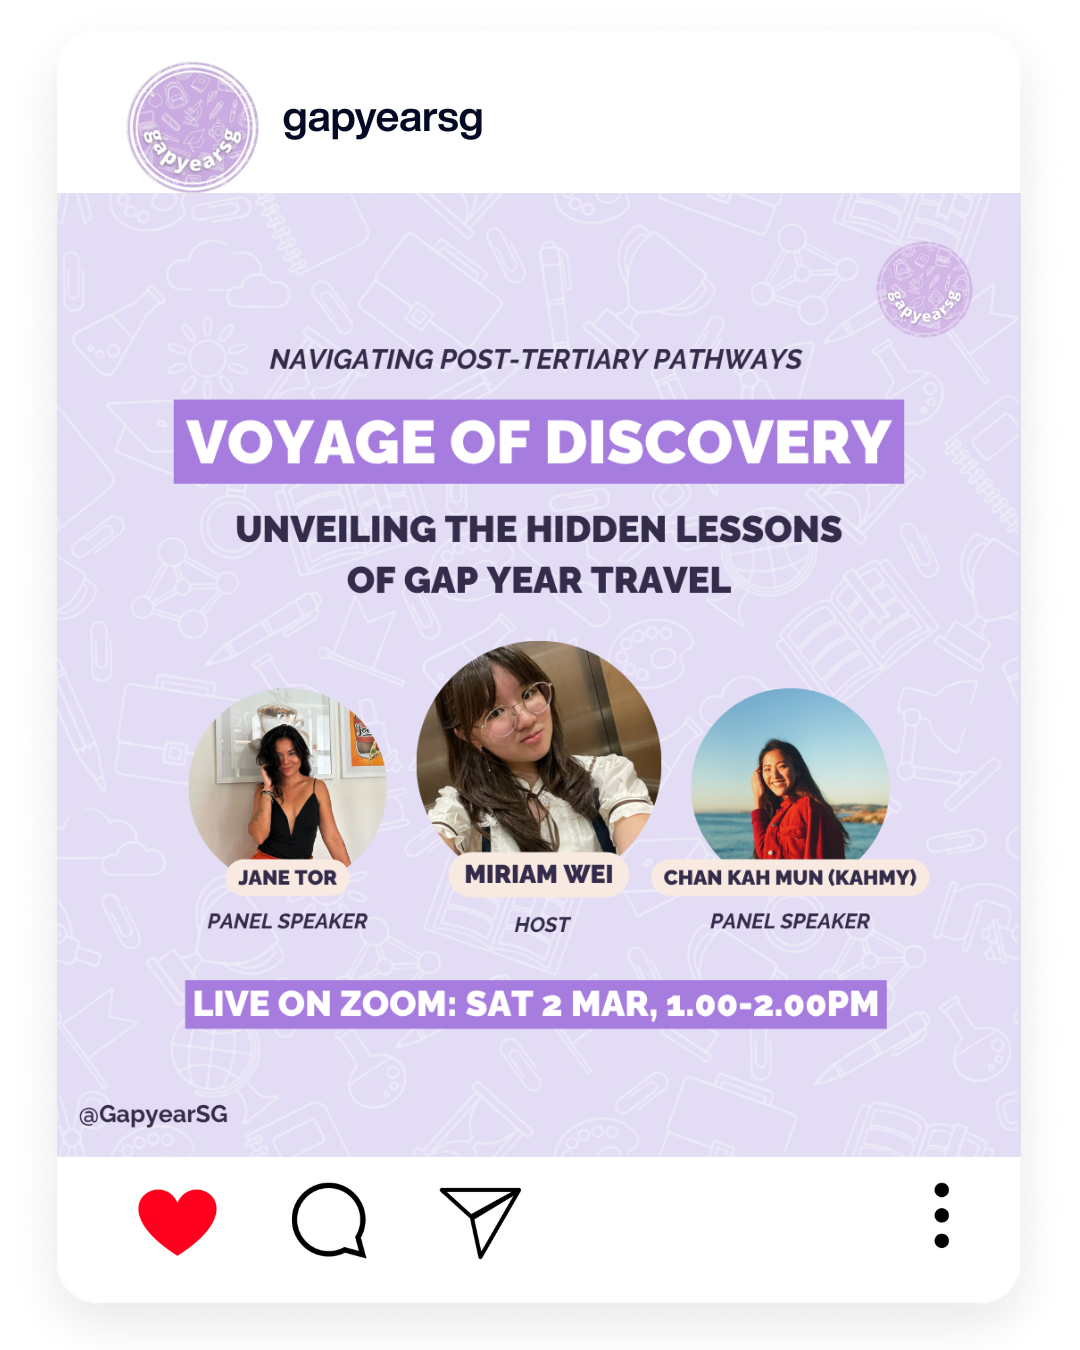 gapyearsg
gapyearsg
gapyearsg
NAVIGATING POST-TERTIARY PATHWAYS
VOYAGE OF DISCOVERY
UNVEILING THE HIDDEN LESSONS
OF GAP YEAR TRAVEL
JANE TOR
MIRIAM WEI
CHAN KAH MUN (KAHMY)
PANEL SPEAKER
HOST
PANEL SPEAKER
LIVE ON ZOOM: SAT 2 MAR, 1.00-2.00PM
@GapyearSG